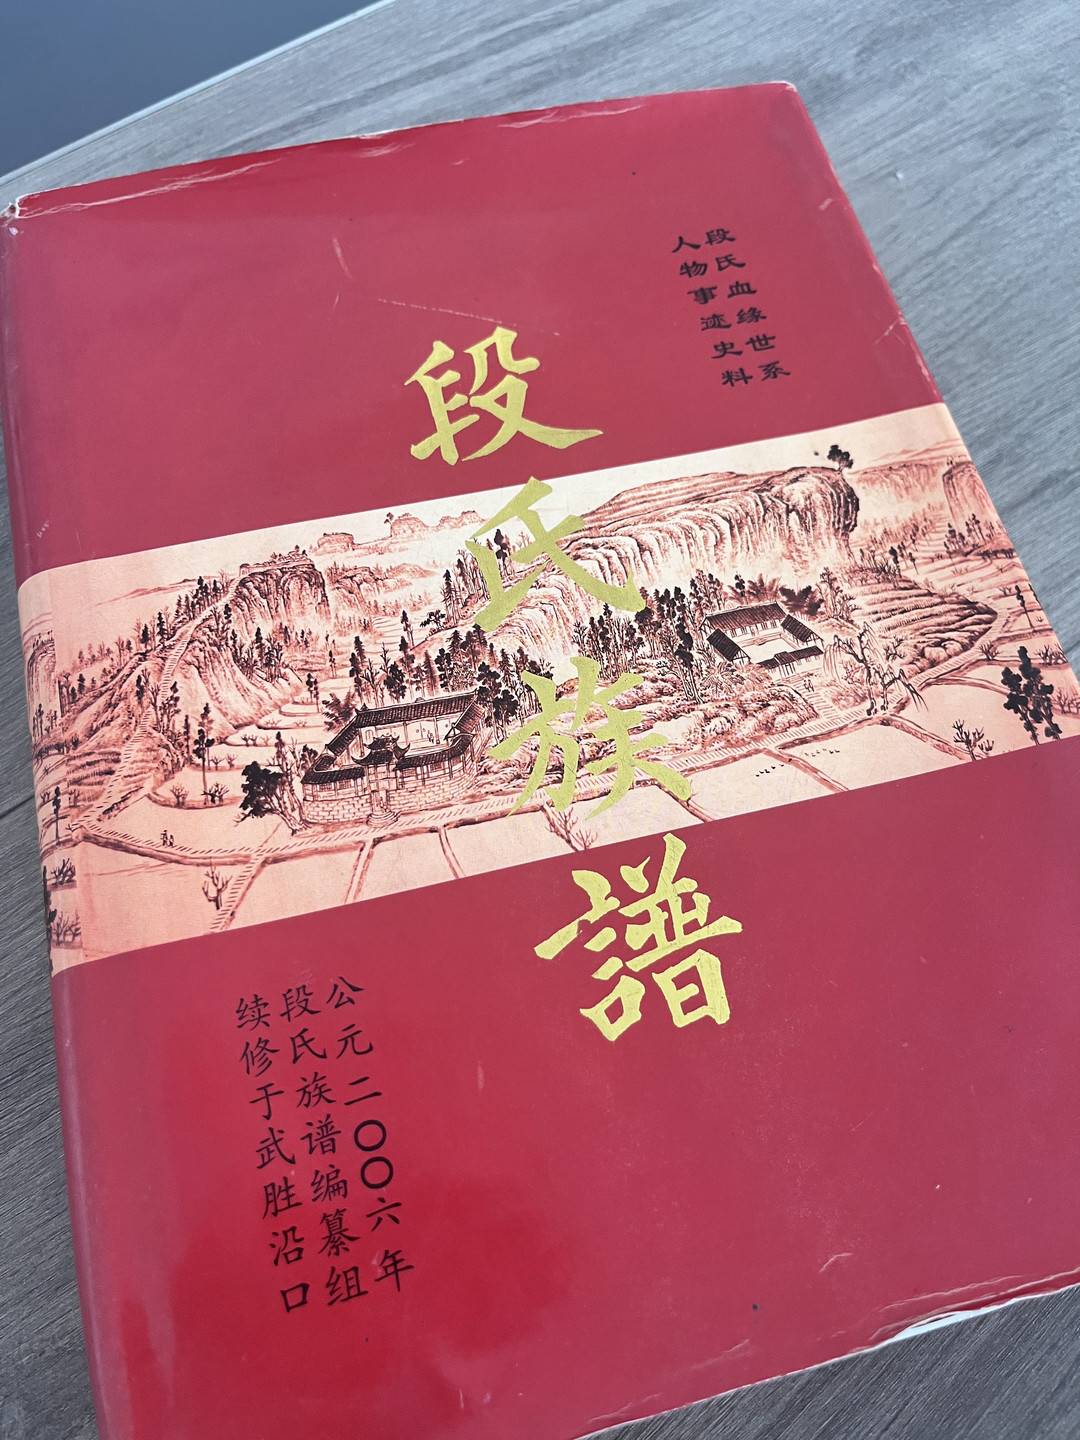 段氏血缘世系
人物事迹史料
段氏族譜
公元二〇〇六年
段氏族谱编纂组
续修于武胜沿口